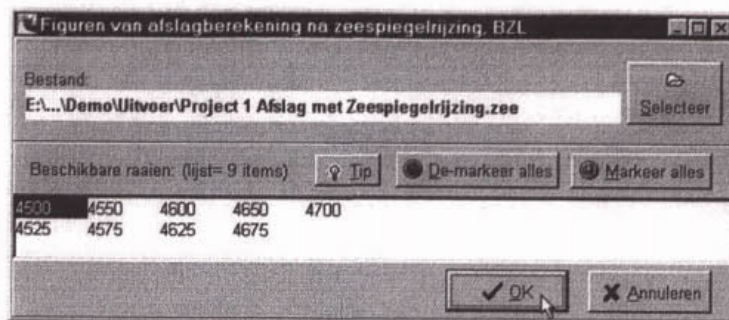 Figuren van afslagberekening na zeespiegelrijzing, BZL
Bestand:
E:\...\Demo\Uitvoer\Project 1 Afslag met Zeespiegelrijzing.zee
Selecteer
Beschikbare raaien: (lijst= 9 items)
Tip
De-markeer alles
Markeer alles
4500 4550 4600 4650 4700
4525 4575 4625 4675
OK
Annuleren